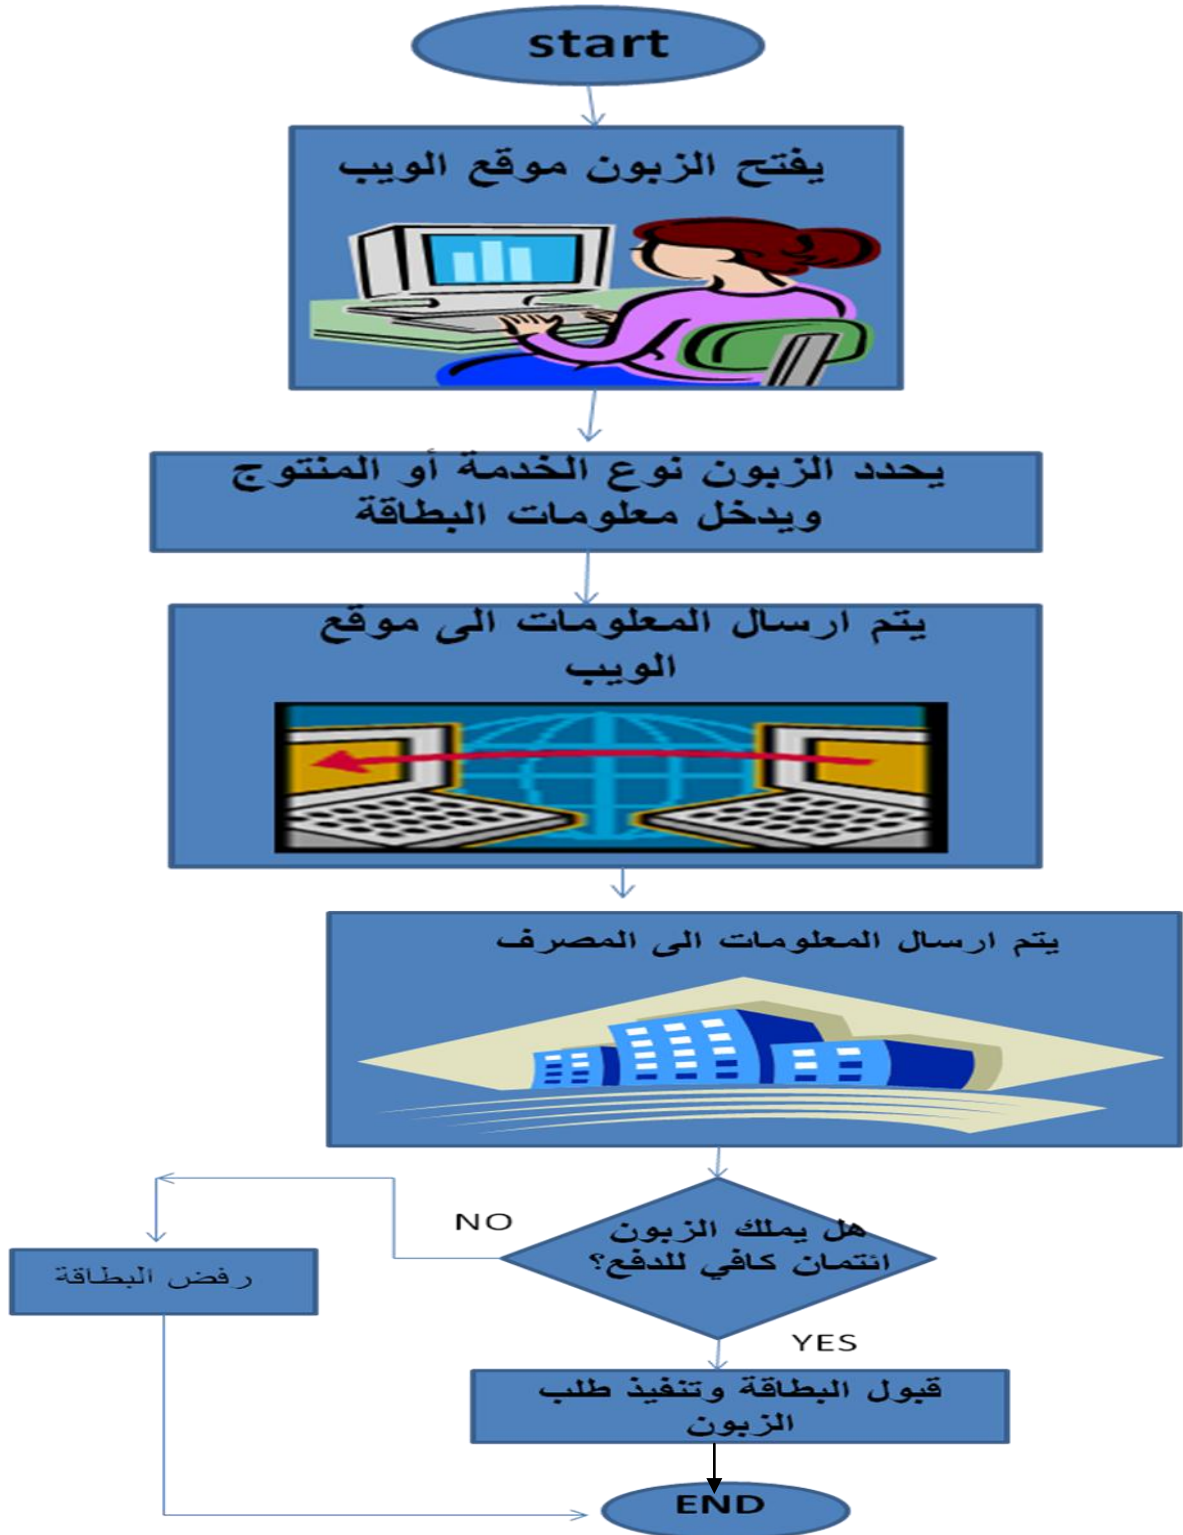 start
يفتح الزبون موقع الويب
يحدد الزبون نوع الخدمة أو المنتوج
ويدخل معلومات البطاقة
يتم ارسال المعلومات الى موقع
الويب
يتم ارسال المعلومات الى المصرف
هل يملك الزبون
ائتمان كافي للدفع؟
NO
رفض البطاقة
YES
قبول البطاقة وتنفيذ طلب
الزبون
END